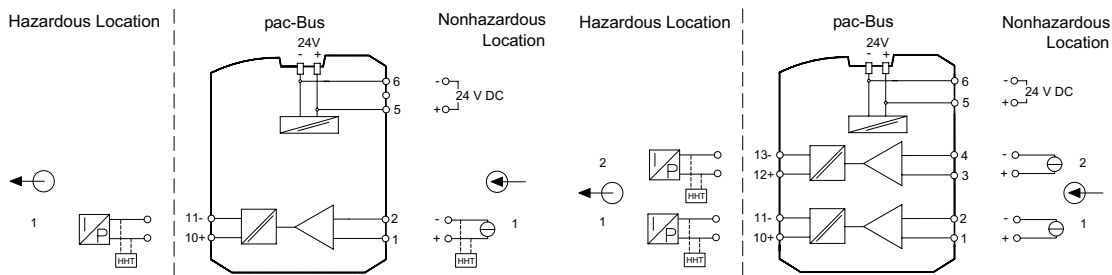 Hazardous Location
pac-Bus
Nonhazardous
Location
24V
- +
6
5
-
+
24 V DC
1
I
P
HHT
11-
10+
2
1
-
+
HHT
1
Hazardous Location
pac-Bus
Nonhazardous
Location
24V
- +
6
5
-
+
24 V DC
2
1
I
P
HHT
I
P
HHT
13-
12+
4
3
-
+
2
11-
10+
2
1
-
+
1